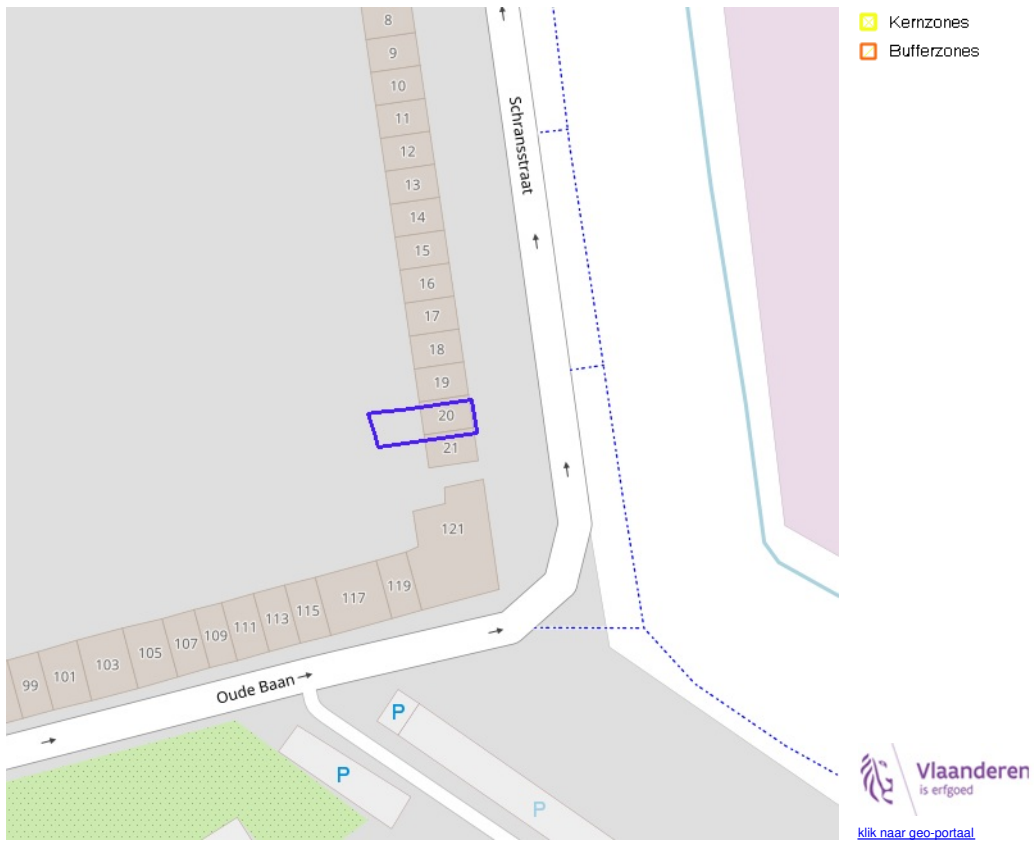 8
9
10
11
12
13
14
15
16
17
18
19
20
21
Schransstraat
121
119
117
115
113
111
109
107
105
103
101
99
Oude Baan
P
P
P
Kernzones
Bufferzones
Vlaanderen
is erfgoed
klik naar geo-portaal